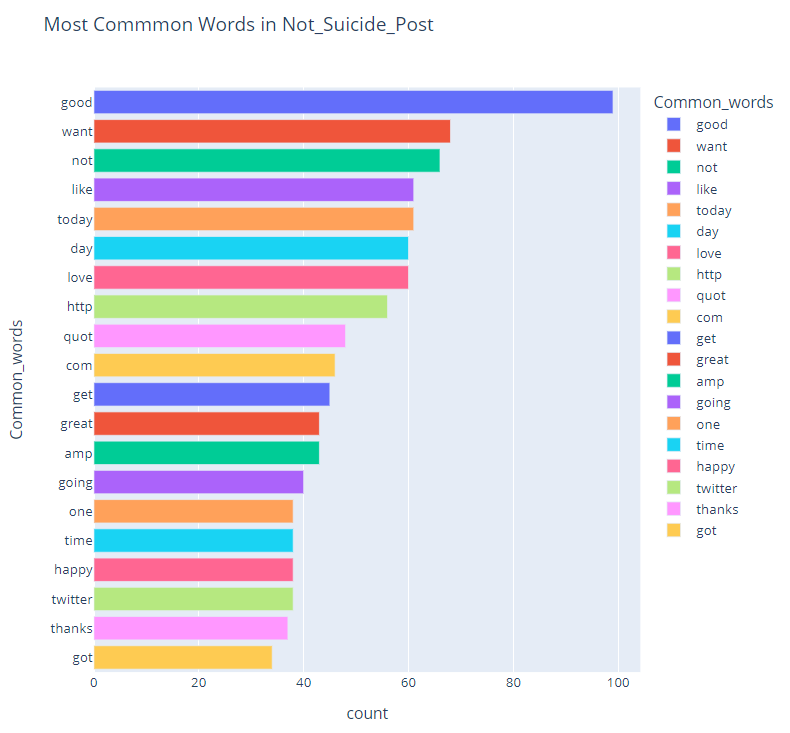 Most Commmon Words in Not_Suicide_Post
Common_words
good
want
not
like
today
day
love
http
quot
com
get
great
amp
going
one
time
happy
twitter
thanks
got
0 20 40 60 80 100
count
Common_words
good
want
not
like
today
day
love
http
quot
com
get
great
amp
going
one
time
happy
twitter
thanks
got